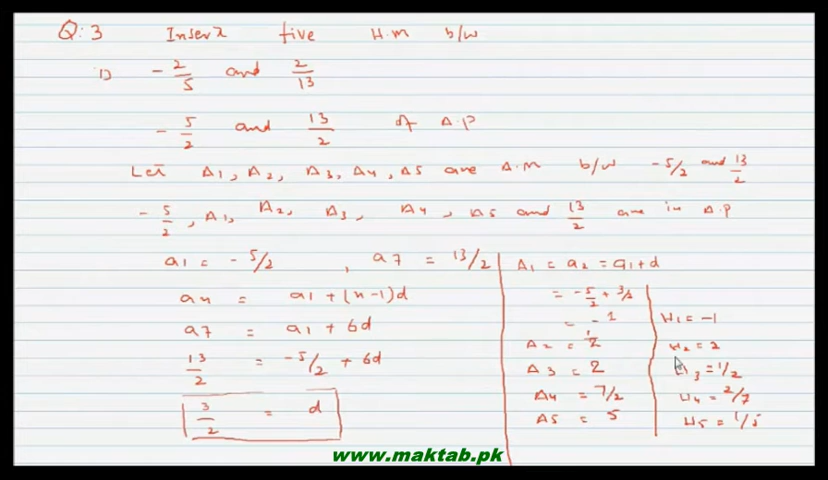 Q:3 Insert five H.M b/w
1) -2/5 and 2/13
-5/2 and 13/2 of A.P
Let A1, A2, A3, A4, A5 are A.M b/w -5/2 and 13/2
-5/2, A1, A2, A3, A4, A5 and 13/2 are in A.P
a1 = -5/2, a7 = 13/2
an = a1+(n-1)d
a7 = a1 + 6d
13/2 = -5/2 + 6d
3/2 = d
A1 = a2 = a1+d
= -5/2 + 3/2
= -1
A2 = 1/2
A3 = 2
A4 = 7/2
A5 = 5
H1 = -1
H2 = 2
H3 = 1/2
H4 = 2/7
H5 = 1/5
www.maktab.pk